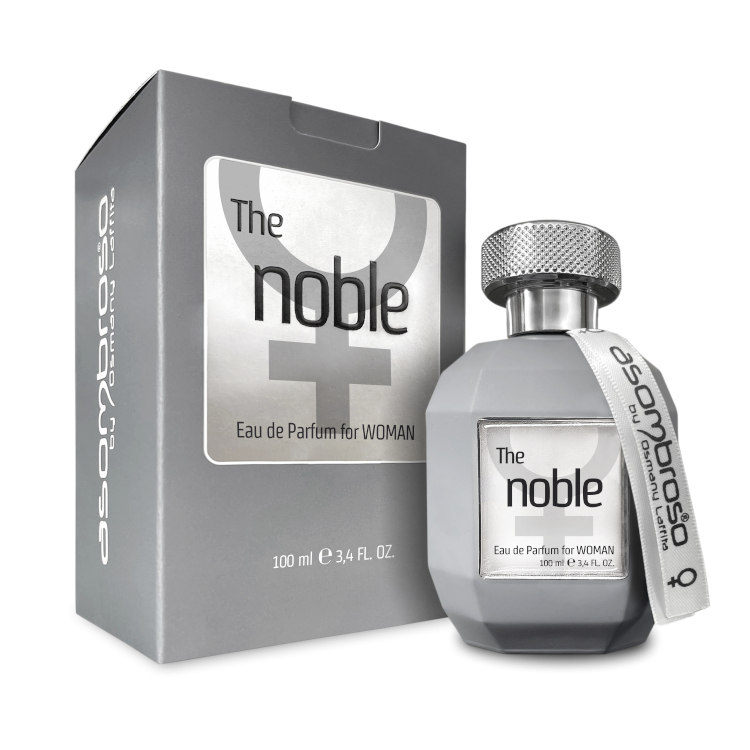 asombroso®
by Osmany Laffita
The
noble
Eau de Parfum for WOMAN
100 ml ℮ 3,4 FL. OZ.
The
noble
Eau de Parfum for WOMAN
100 ml ℮ 3,4 FL. OZ.
asombroso®
by Osmany Laffita